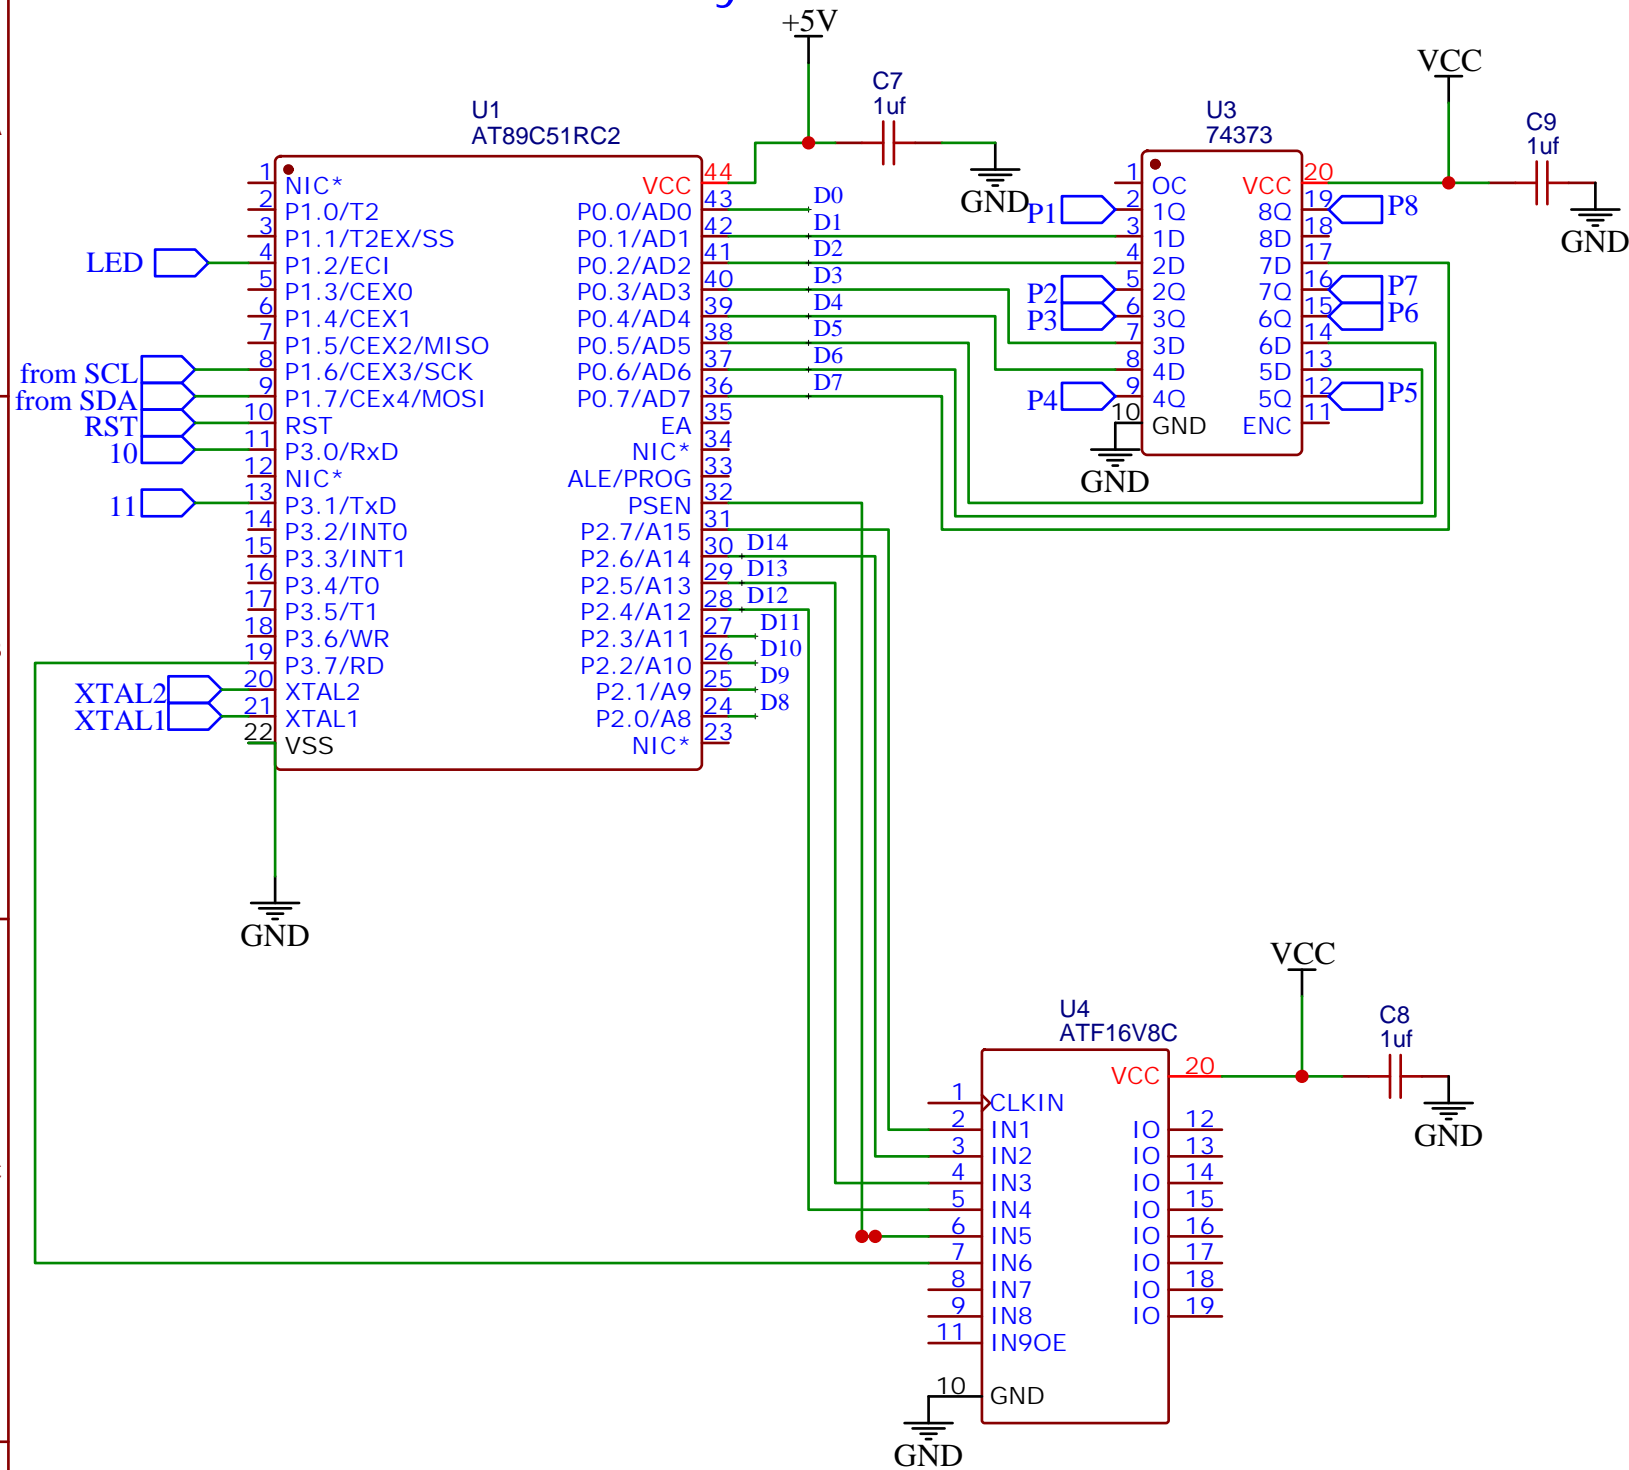 +5V
C7
1uf
GND
U1
AT89C51RC2
1 NIC*
2 P1.0/T2
3 P1.1/T2EX/SS
LED 4 P1.2/ECI
5 P1.3/CEX0
6 P1.4/CEX1
7 P1.5/CEX2/MISO
from SCL 8 P1.6/CEX3/SCK
from SDA 9 P1.7/CEx4/MOSI
RST 10 RST
10 11 P3.0/RxD
12 NIC*
11 13 P3.1/TxD
14 P3.2/INT0
15 P3.3/INT1
16 P3.4/T0
17 P3.5/T1
18 P3.6/WR
19 P3.7/RD
XTAL2 20 XTAL2
XTAL1 21 XTAL1
22 VSS
GND
VCC 44
P0.0/AD0 43 D0
P0.1/AD1 42 D1
P0.2/AD2 41 D2
P0.3/AD3 40 D3
P0.4/AD4 39 D4
P0.5/AD5 38 D5
P0.6/AD6 37 D6
P0.7/AD7 36 D7
EA 35
NIC* 34
ALE/PROG 33
PSEN 32
P2.7/A15 31
P2.6/A14 30 D14
P2.5/A13 29 D13
P2.4/A12 28 D12
P2.3/A11 27 D11
P2.2/A10 26 D10
P2.1/A9 25 D9
P2.0/A8 24 D8
NIC* 23
VCC
C9
1uf
GND
U3
74373
1 OC
P1 2 1Q
3 1D
4 2D
P2 5 2Q
P3 6 3Q
7 3D
8 4D
P4 9 4Q
10 GND
GND
VCC 20
8Q 19 P8
8D 18
7D 17
7Q 16 P7
6Q 15 P6
6D 14
5D 13
5Q 12 P5
ENC 11
VCC
C8
1uf
GND
U4
ATF16V8C
1 CLKIN
2 IN1
3 IN2
4 IN3
5 IN4
6 IN5
7 IN6
8 IN7
9 IN8
11 IN9OE
10 GND
GND
VCC 20
IO 12
IO 13
IO 14
IO 15
IO 16
IO 17
IO 18
IO 19